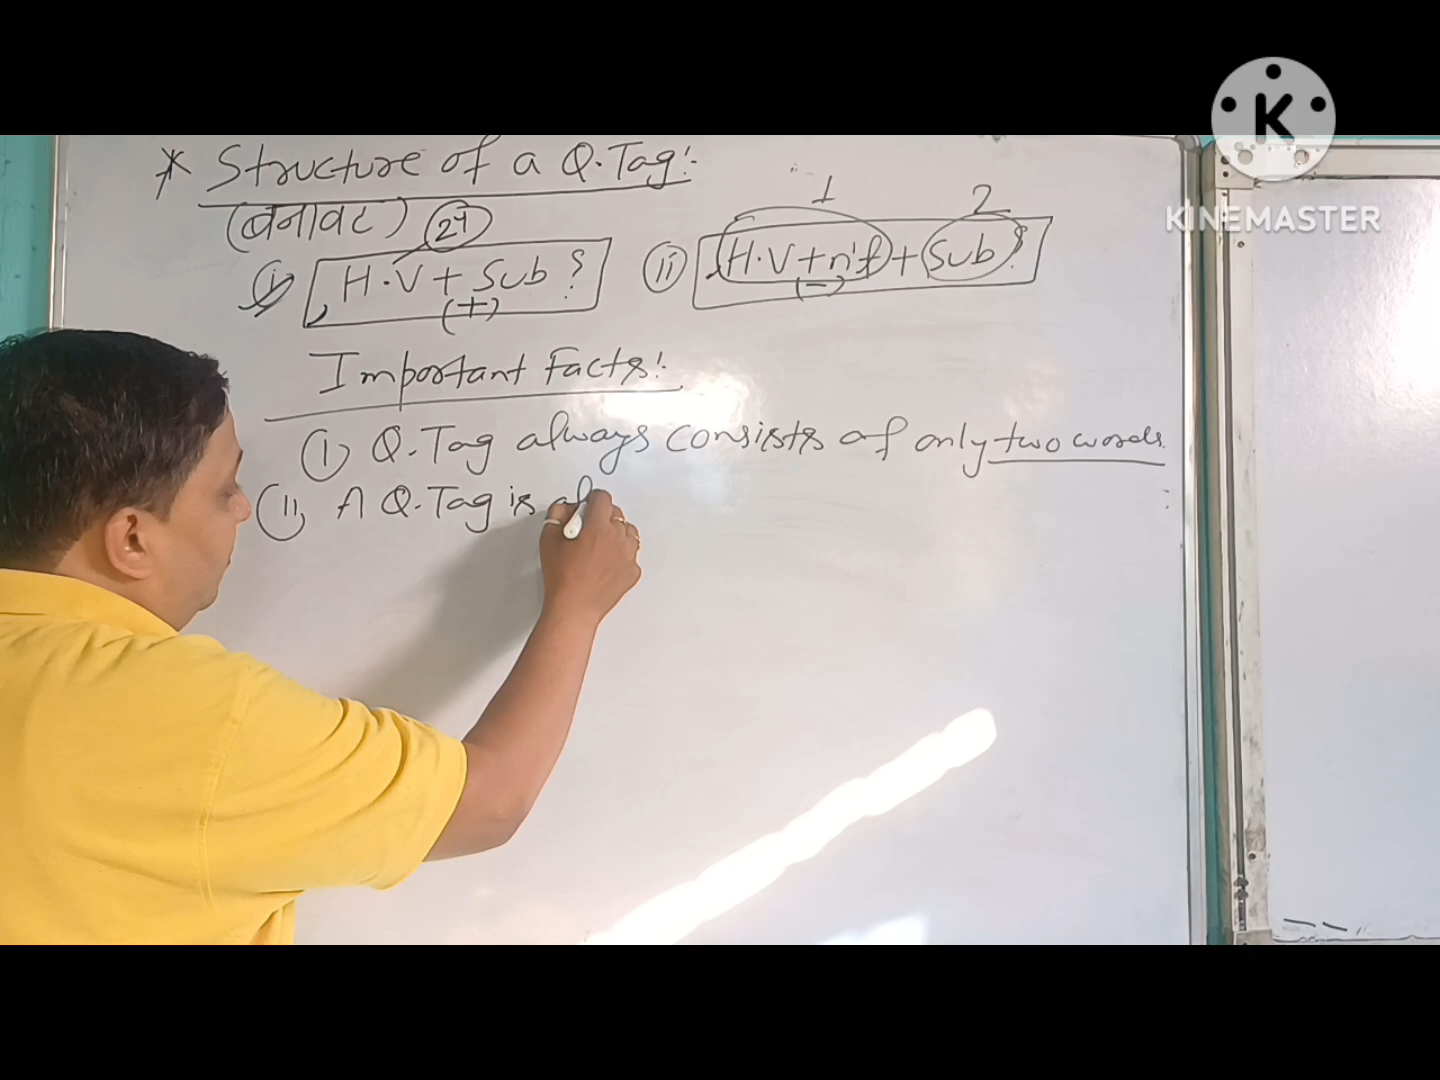 * Structure of a Q.Tag:
(बनावट)
(i) , H.V + Sub ?
(+)
(ii) , H.V + n't + Sub ?
(-)
1 2
Important Facts:
(i) Q.Tag always consists of only two words.
(ii) A Q.Tag is
K
KINEMASTER